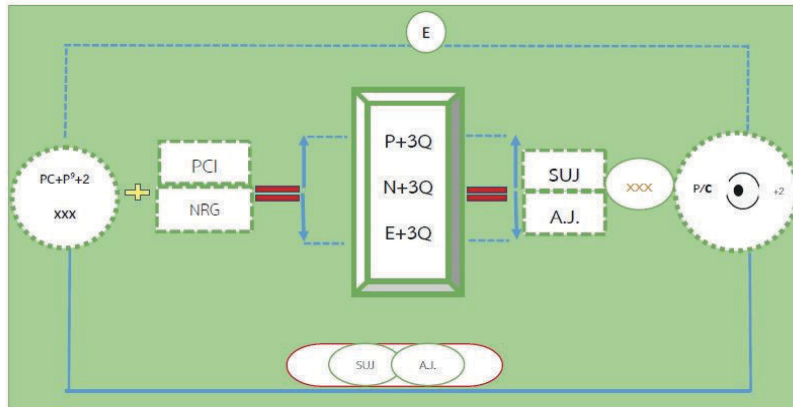 E
PC+P⁹+2
xxx
PCI
NRG
P+3Q
N+3Q
E+3Q
SUJ
A.J.
xxx
P/C
+2
SUJ
A.J.